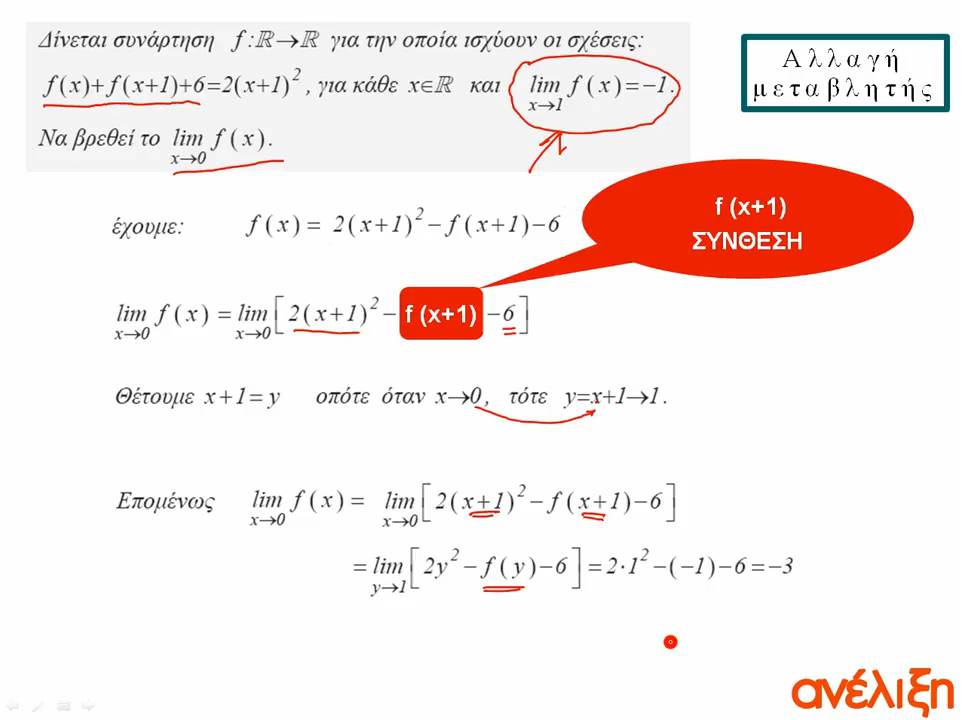 Δίνεται συνάρτηση f :ℝ→ℝ για την οποία ισχύουν οι σχέσεις:
f(x)+f(x+1)+6=2(x+1)², για κάθε x∈ℝ και lim f(x)=-1.
x→1
Να βρεθεί το lim f(x).
x→0
Αλλαγή
μεταβλητής
f (x+1)
ΣΥΝΘΕΣΗ
έχουμε: f(x)= 2(x+1)²-f(x+1)-6
lim f(x)=lim[2(x+1)²- f (x+1) -6]
x→0 x→0
Θέτουμε x+1=y οπότε όταν x→0, τότε y=x+1→1.
Επομένως lim f(x)= lim[2(x+1)²-f(x+1)-6]
x→0 x→0
=lim[2y²-f(y)-6]=2·1²-(-1)-6=-3
y→1
ανέλιξη